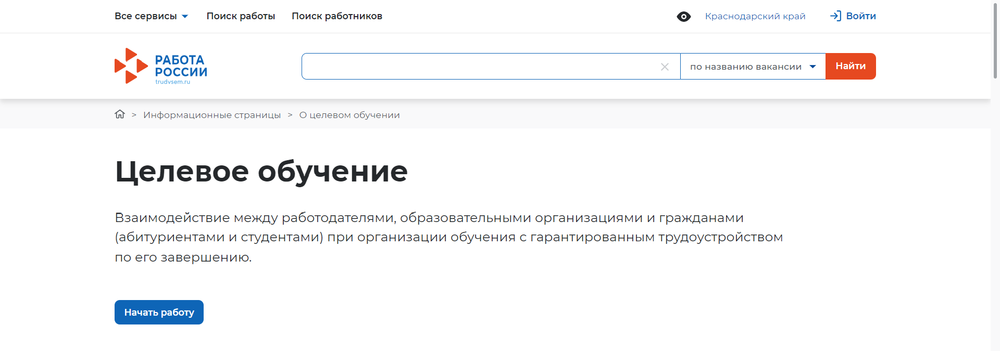 Все сервисы
Поиск работы
Поиск работников
Краснодарский край
Войти
РАБОТА
РОССИИ
trudvsem.ru
по названию вакансии
Найти
> Информационные страницы > О целевом обучении
Целевое обучение
Взаимодействие между работодателями, образовательными организациями и гражданами
(абитуриентами и студентами) при организации обучения с гарантированным трудоустройством
по его завершению.
Начать работу